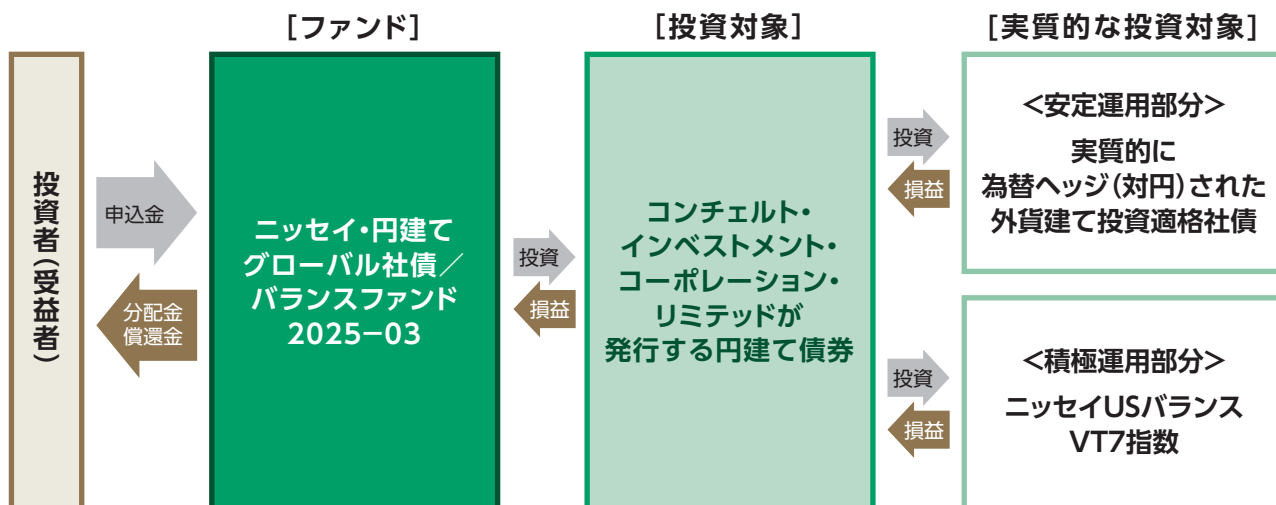 [ファンド]
[投資対象]
[実質的な投資対象]
投資者(受益者)
申込金
分配金
償還金
ニッセイ・円建て
グローバル社債／
バランスファンド
2025−03
投資
損益
コンチェルト・
インベストメント・
コーポレーション・
リミテッドが
発行する円建て債券
投資
損益
＜安定運用部分＞
実質的に
為替ヘッジ(対円)された
外貨建て投資適格社債
投資
損益
＜積極運用部分＞
ニッセイUSバランス
VT7指数